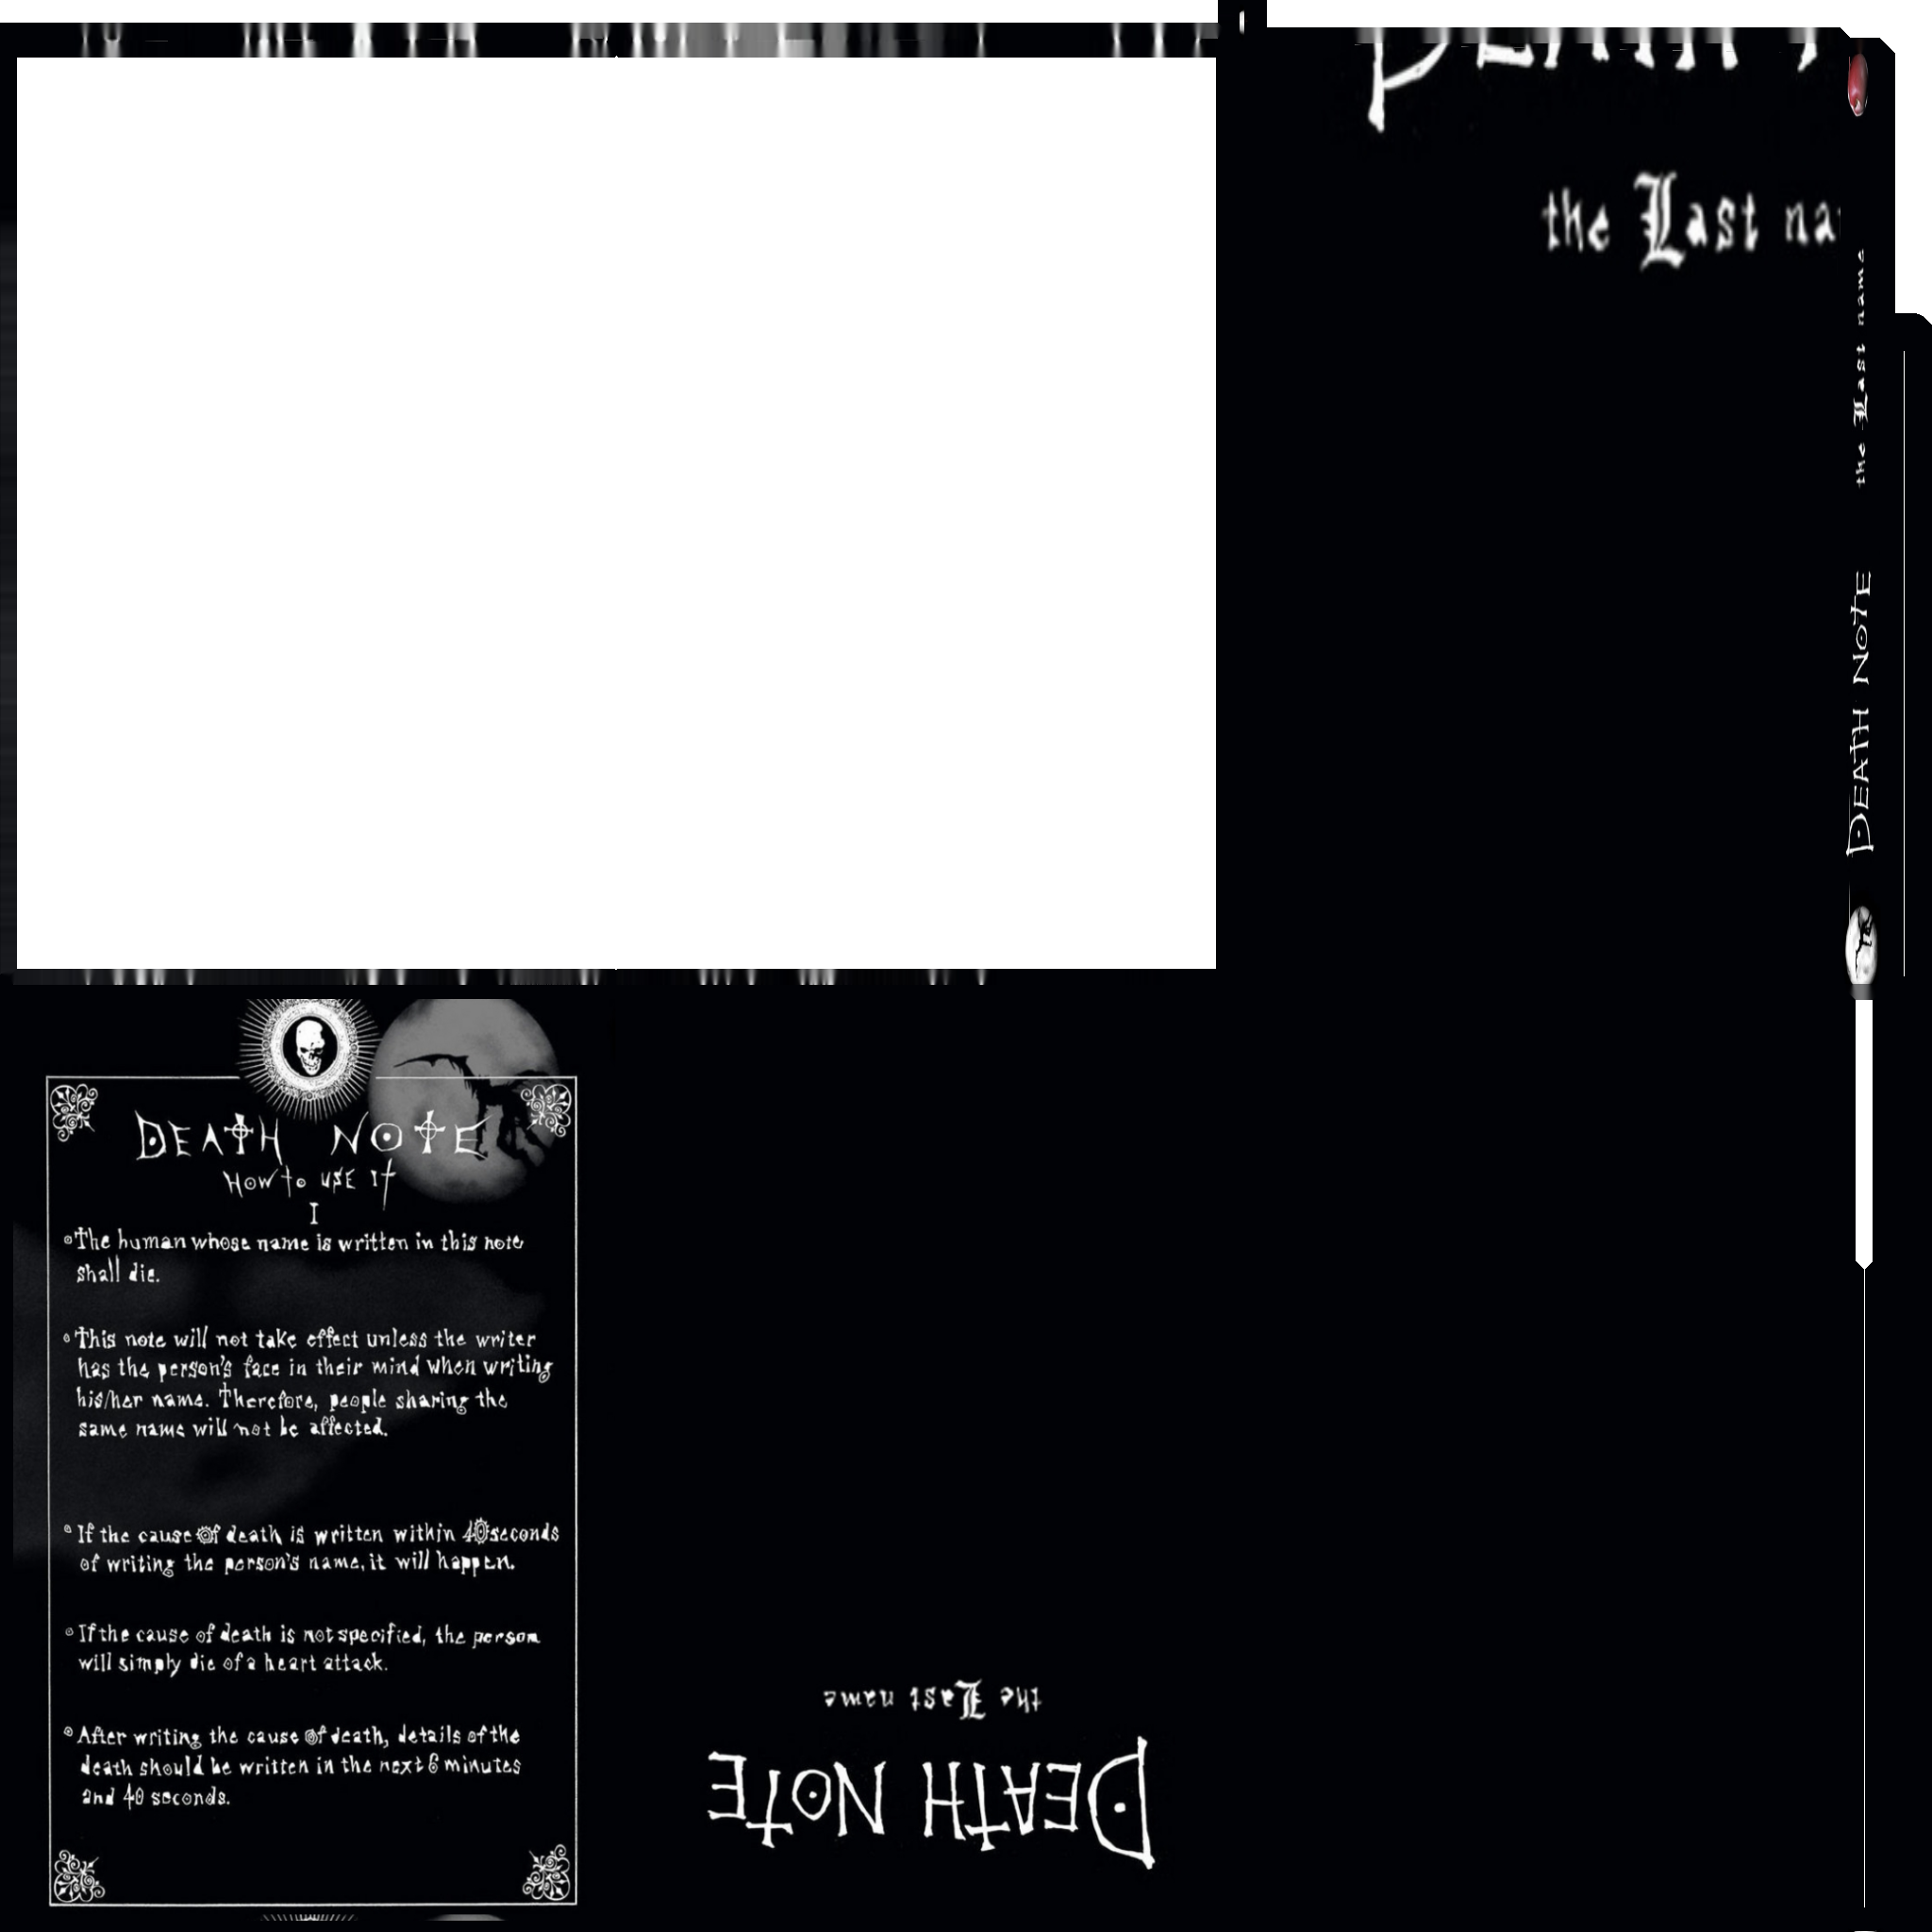 DEATH
the Last na
the Last name
DEATH NOTE
DEATH NOTE
HOW to USE It
I
The human whose name is written in this note
shall die.
This note will not take effect unless the writer
has the person's face in their mind when writing
his/her name. Therefore, people sharing the
same name will not be affected.
If the cause of death is written within 40seconds
of writing the person's name, it will happen.
If the cause of death is not specified, the person
will simply die of a heart attack.
After writing the cause of death, details of the
death should be written in the next 6 minutes
and 40 seconds.
the Last name
DEATH NOTE